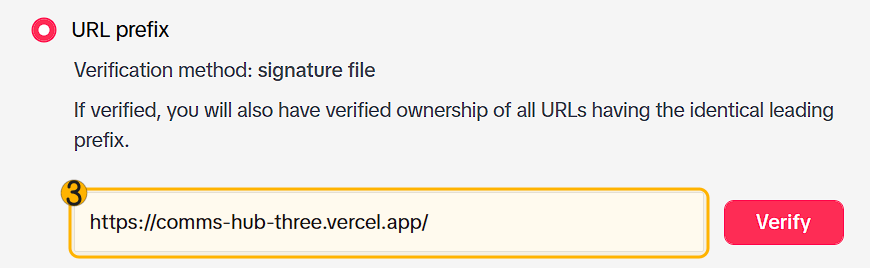 URL prefix
Verification method: signature file
If verified, you will also have verified ownership of all URLs having the identical leading
prefix.
3
https://comms-hub-three.vercel.app/
Verify